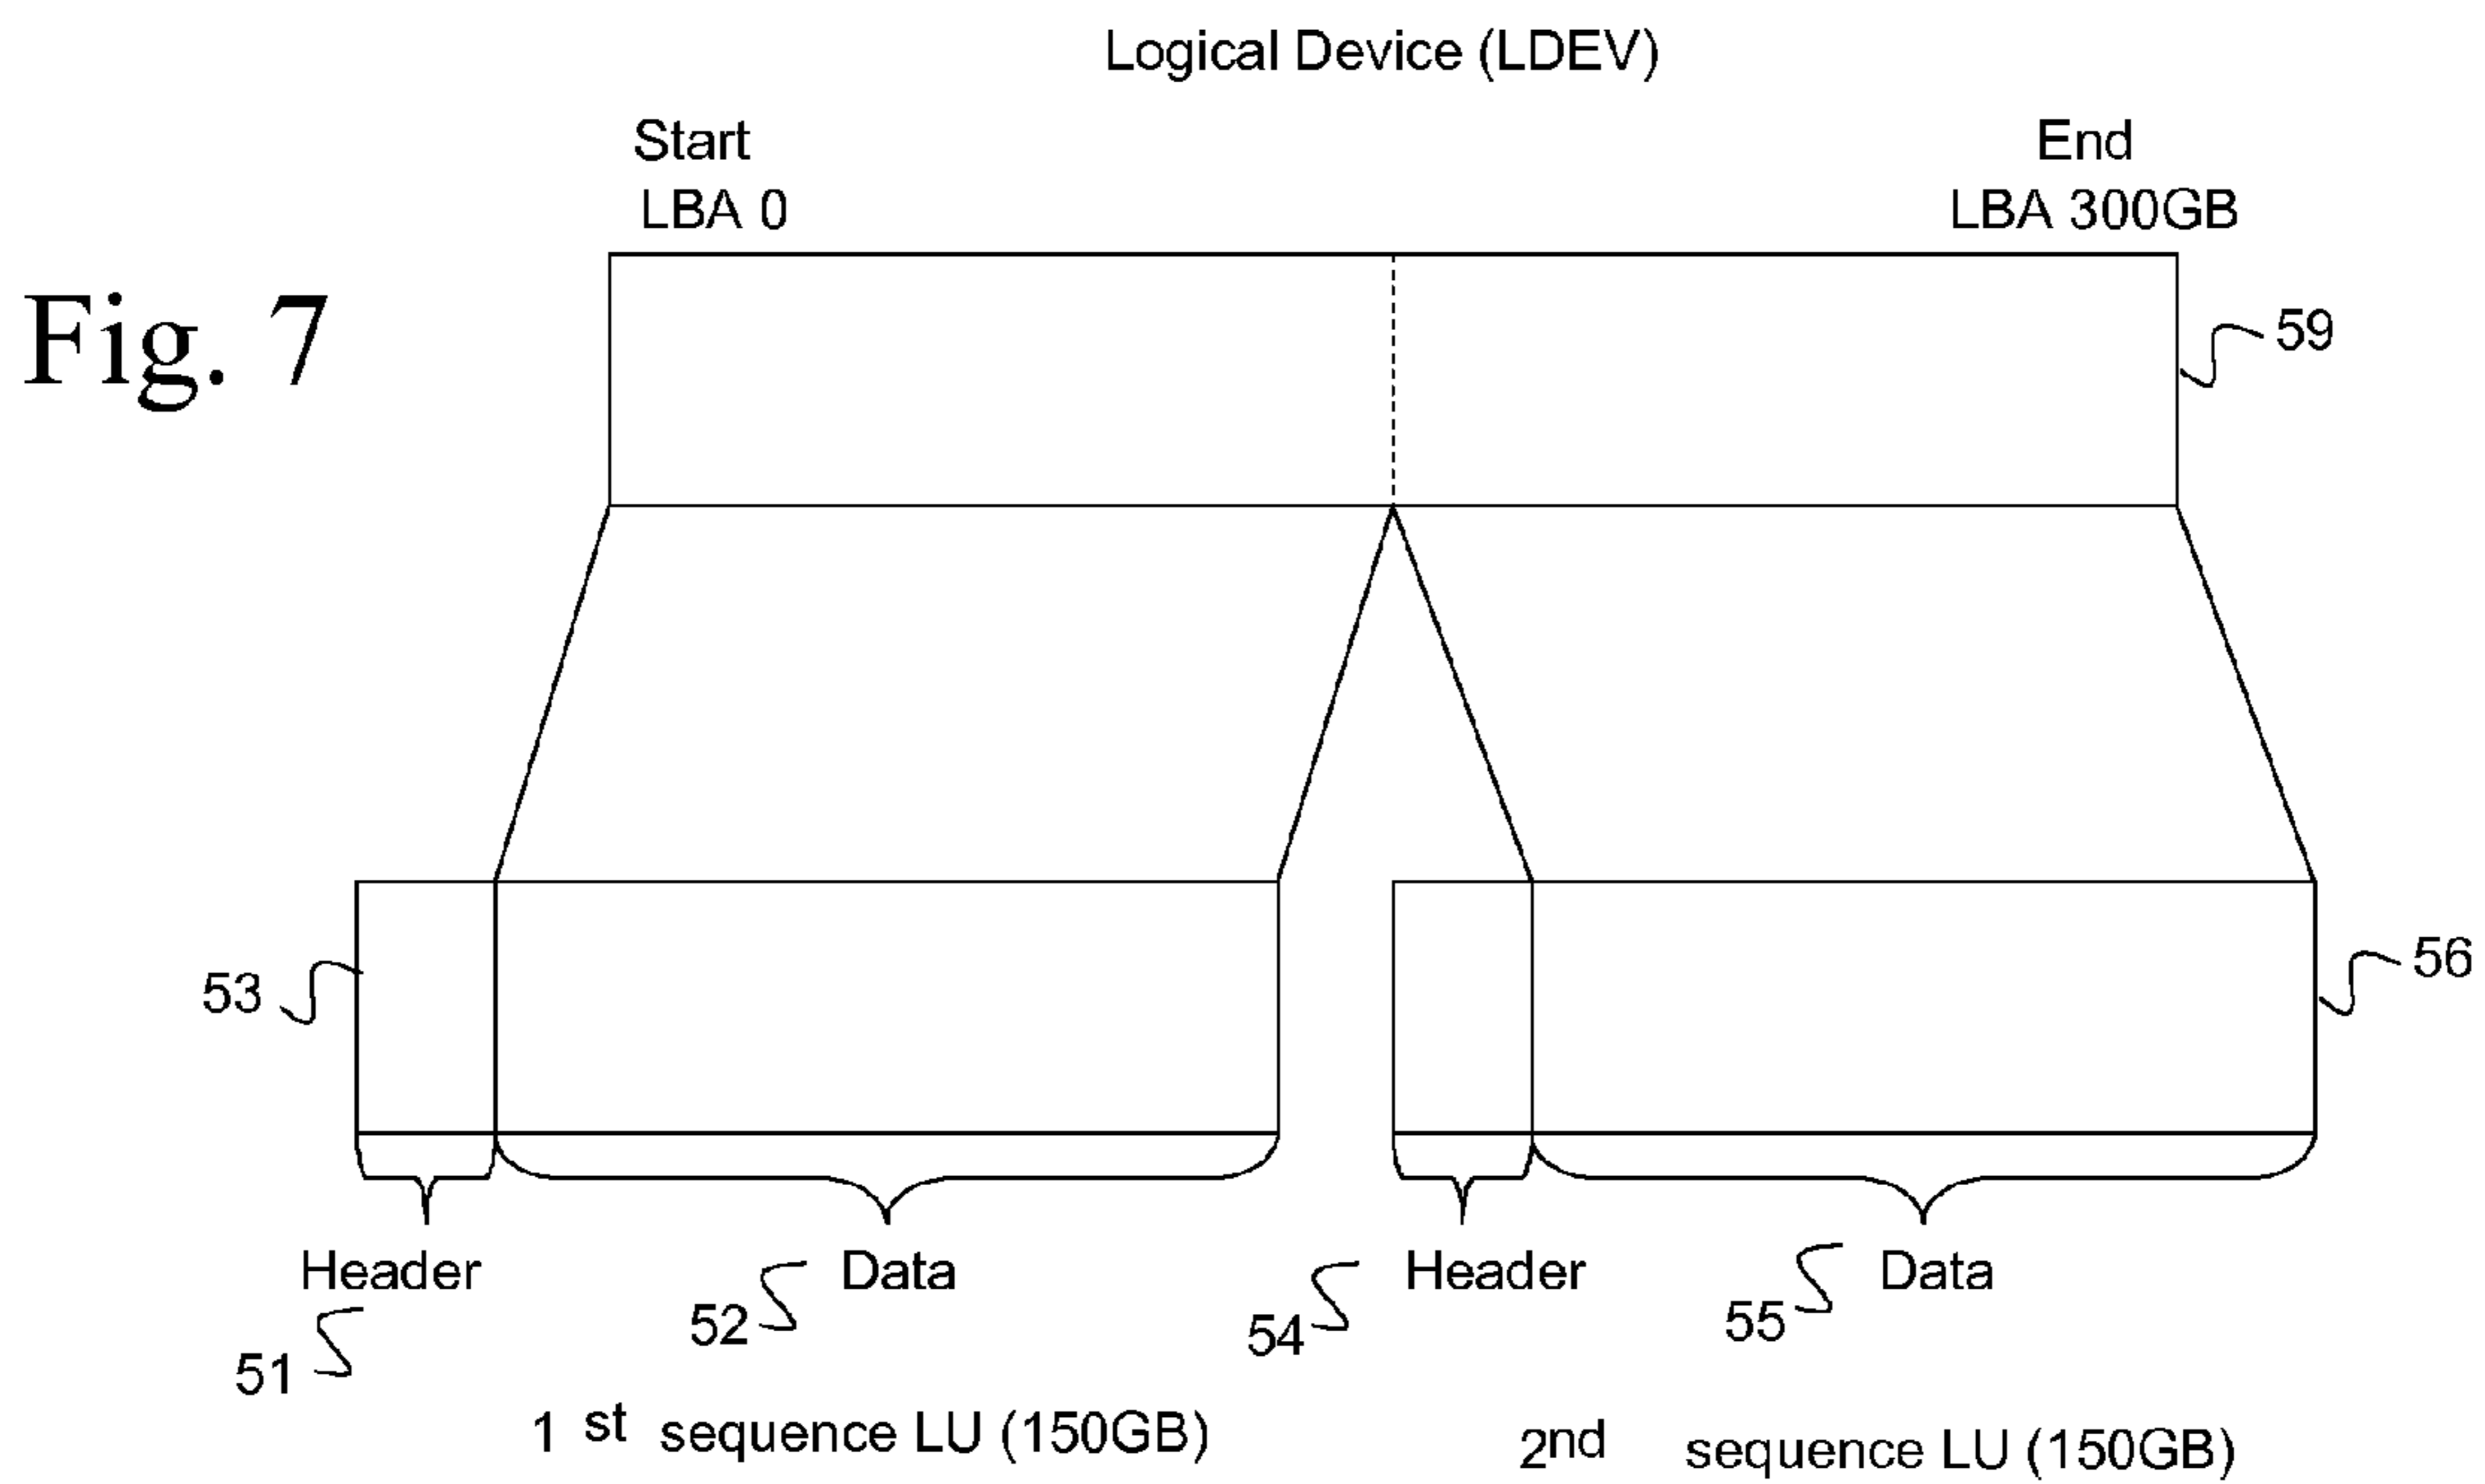 Logical Device (LDEV)
Start
LBA 0
End
LBA 300GB
Fig. 7
59
53
56
Header
51
52
Data
54
Header
55
Data
1 st sequence LU (150GB)
2nd sequence LU (150GB)